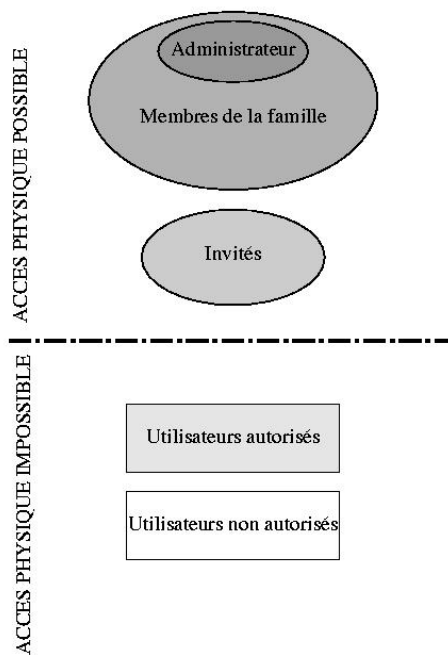 ACCES PHYSIQUE POSSIBLE
Administrateur
Membres de la famille
Invités
ACCES PHYSIQUE IMPOSSIBLE
Utilisateurs autorisés
Utilisateurs non autorisés